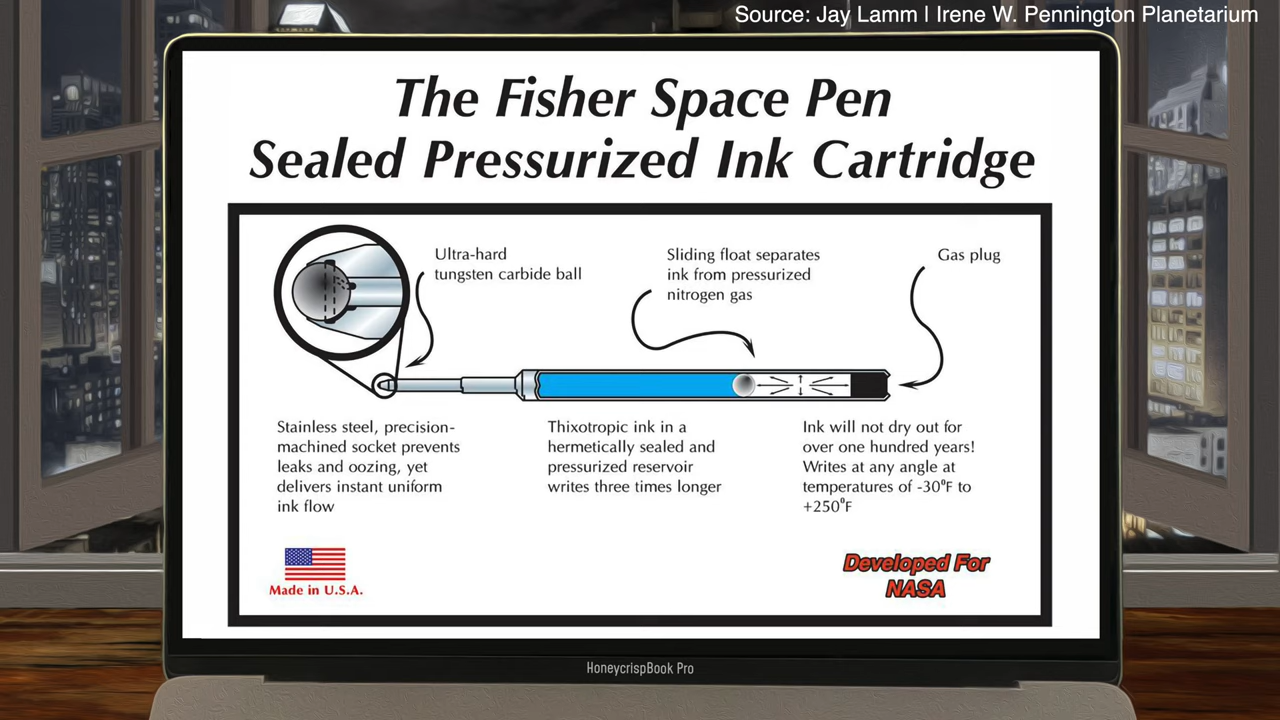 Source: Jay Lamm | Irene W. Pennington Planetarium
The Fisher Space Pen
Sealed Pressurized Ink Cartridge
Ultra-hard
tungsten carbide ball
Sliding float separates
ink from pressurized
nitrogen gas
Gas plug
Stainless steel, precision-
machined socket prevents
leaks and oozing, yet
delivers instant uniform
ink flow
Thixotropic ink in a
hermetically sealed and
pressurized reservoir
writes three times longer
Ink will not dry out for
over one hundred years!
Writes at any angle at
temperatures of -30⁰F to
+250⁰F
Made in U.S.A.
Developed For
NASA
HoneycrispBook Pro